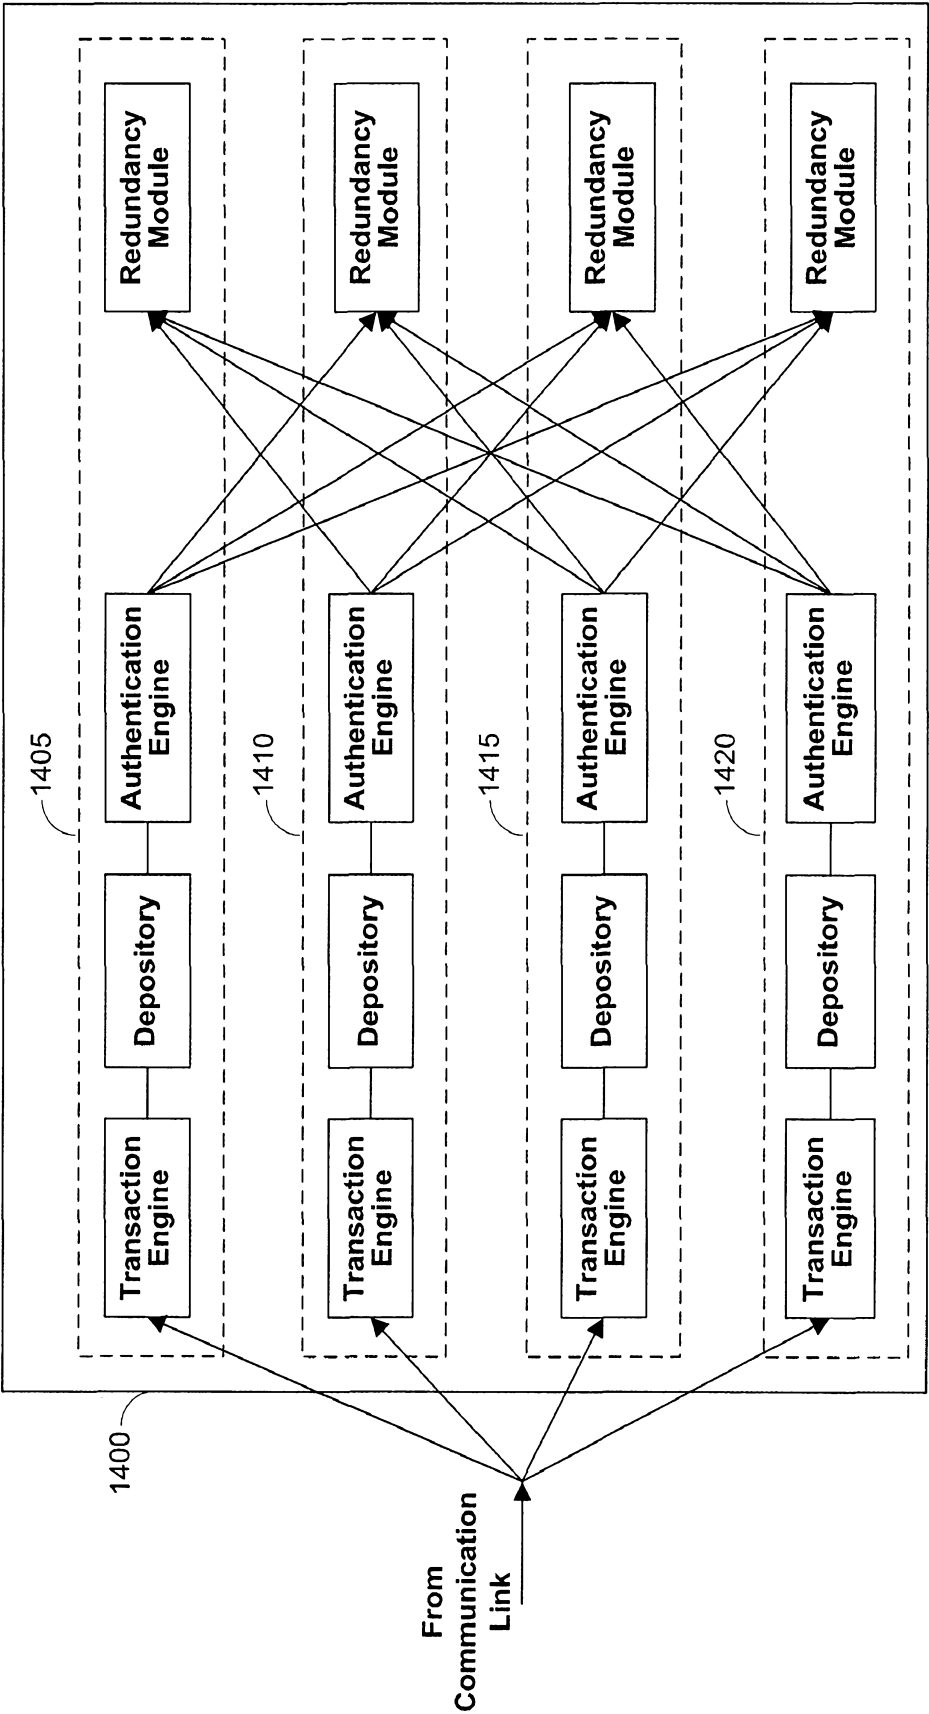 From
Communication
Link
1400
1405
Transaction
Engine
Depository
Authentication
Engine
Redundancy
Module
1410
Transaction
Engine
Depository
Authentication
Engine
Redundancy
Module
1415
Transaction
Engine
Depository
Authentication
Engine
Redundancy
Module
1420
Transaction
Engine
Depository
Authentication
Engine
Redundancy
Module